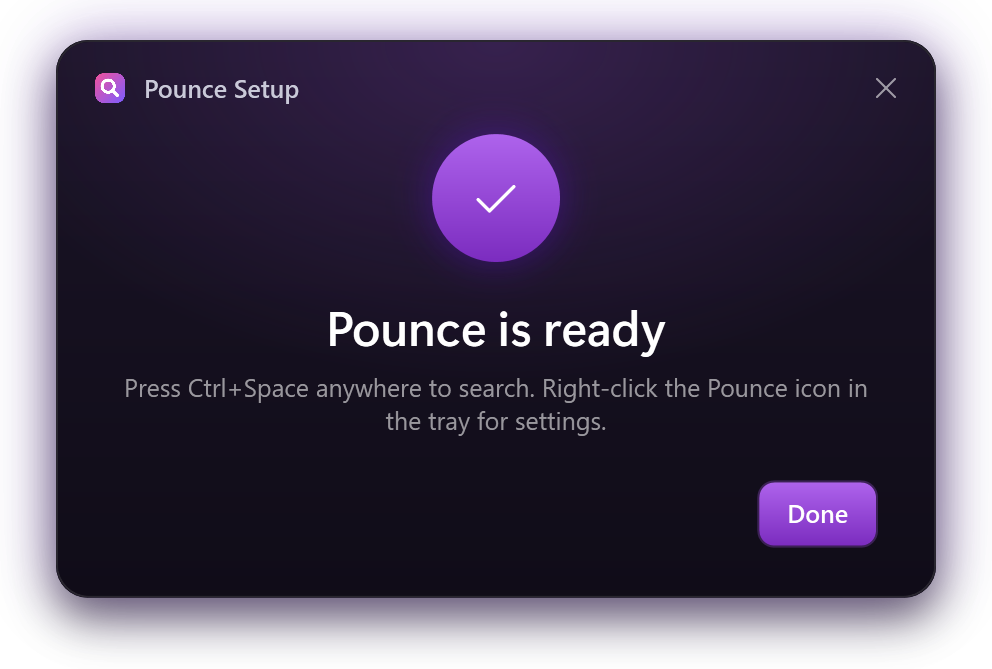 Pounce Setup
Pounce is ready
Press Ctrl+Space anywhere to search. Right-click the Pounce icon in
the tray for settings.
Done